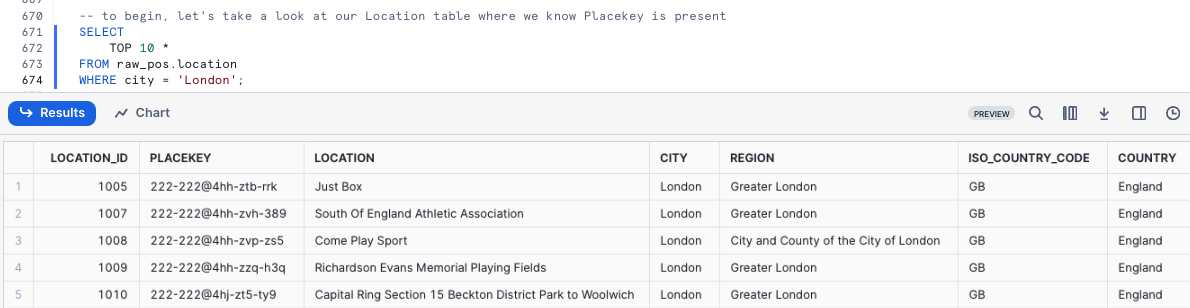 670 -- to begin, let's take a look at our Location table where we know Placekey is present
671 SELECT
672 TOP 10 *
673 FROM raw_pos.location
674 WHERE city = 'London';
Results Chart PREVIEW
LOCATION_ID PLACEKEY LOCATION CITY REGION ISO_COUNTRY_CODE COUNTRY
1 1005 222-222@4hh-ztb-rrk Just Box London Greater London GB England
2 1007 222-222@4hh-zvh-389 South Of England Athletic Association London Greater London GB England
3 1008 222-222@4hh-zvp-zs5 Come Play Sport London City and County of the City of London GB England
4 1009 222-222@4hh-zzq-h3q Richardson Evans Memorial Playing Fields London Greater London GB England
5 1010 222-222@4hj-zt5-ty9 Capital Ring Section 15 Beckton District Park to Woolwich London Greater London GB England